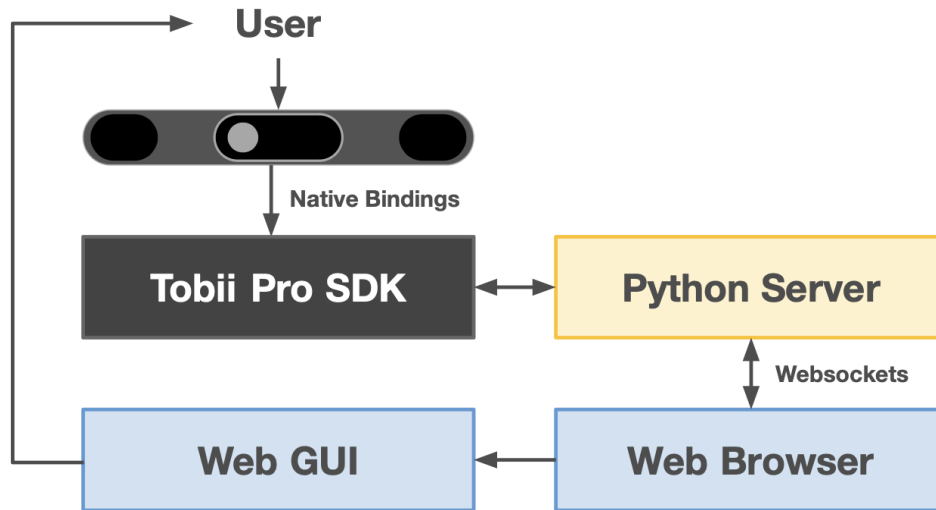 User
Native Bindings
Tobii Pro SDK
Python Server
Websockets
Web GUI
Web Browser